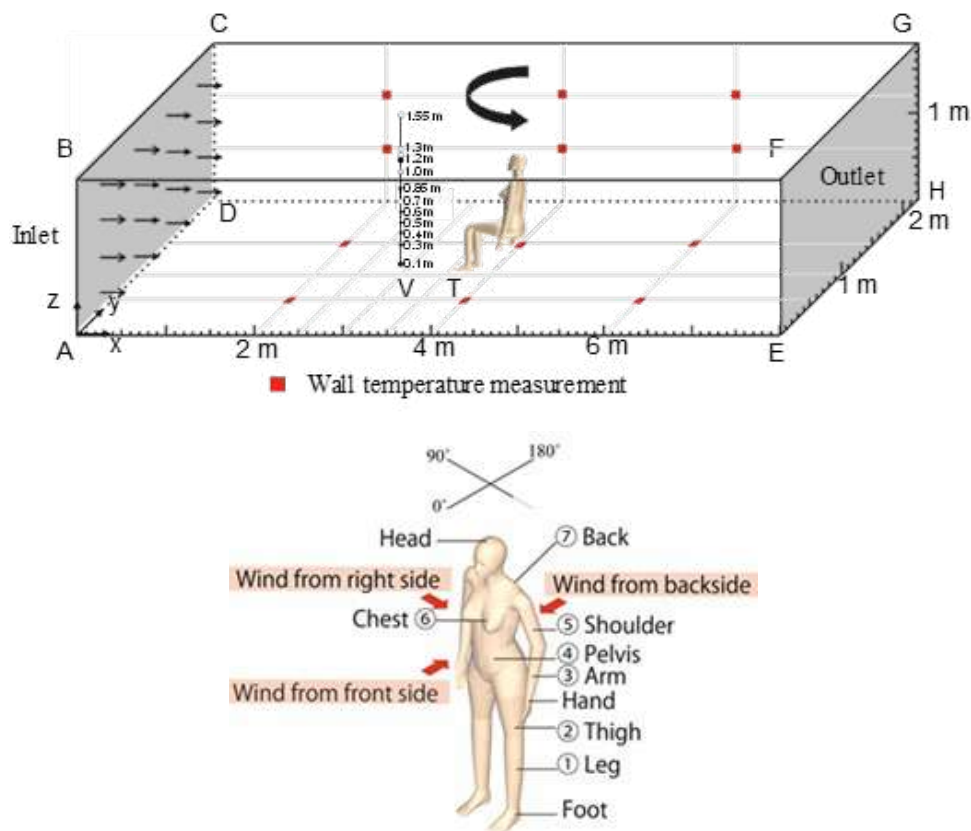 C
G
1.55 m
1 m
B
F
1.3m
1.2m
1.0m
Outlet
0.85 m
H
D
0.7m
0.6m
2 m
Inlet
0.5m
0.4m
0.3m
1 m
0.1m
z
y
V T
A
x
2 m
4 m
6 m
E
Wall temperature measurement
90°
180°
0°
Head
⑦ Back
Wind from right side
Wind from backside
Chest ⑥
⑤ Shoulder
④ Pelvis
③ Arm
Wind from front side
Hand
② Thigh
① Leg
Foot